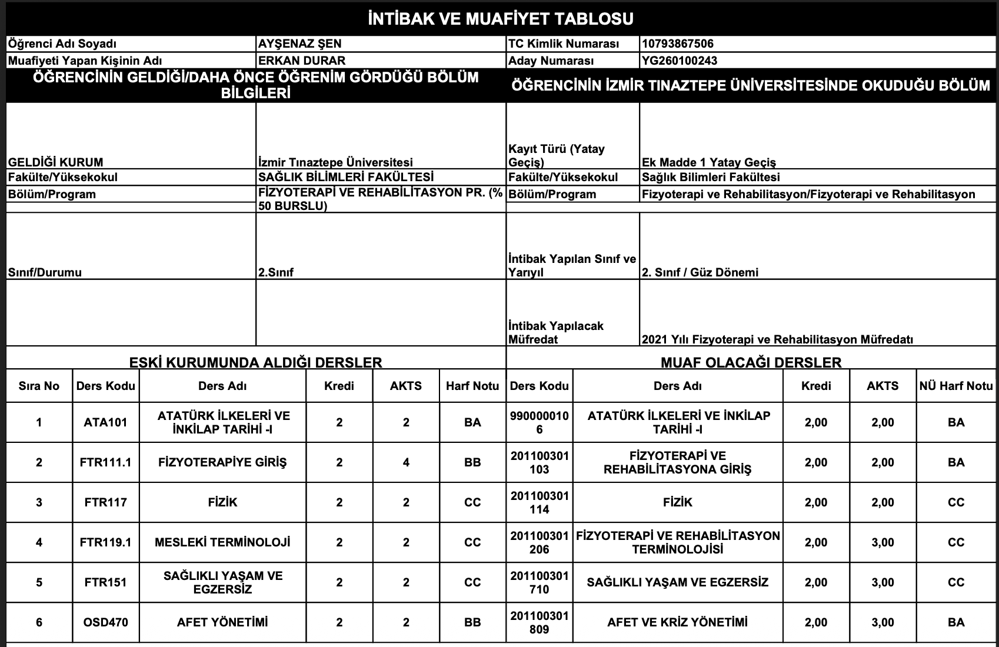 İNTİBAK VE MUAFİYET TABLOSU
Öğrenci Adı Soyadı AYŞENAZ ŞEN TC Kimlik Numarası 10793867506
Muafiyeti Yapan Kişinin Adı ERKAN DURAR Aday Numarası YG260100243
ÖĞRENCİNİN GELDİĞİ/DAHA ÖNCE ÖĞRENİM GÖRDÜĞÜ BÖLÜM
BİLGİLERİ
ÖĞRENCİNİN İZMİR TINAZTEPE ÜNİVERSİTESİNDE OKUDUĞU BÖLÜM
GELDİĞİ KURUM İzmir Tınaztepe Üniversitesi
Kayıt Türü (Yatay
Geçiş) Ek Madde 1 Yatay Geçiş
Fakülte/Yüksekokul SAĞLIK BİLİMLERİ FAKÜLTESİ Fakülte/Yüksekokul Sağlık Bilimleri Fakültesi
Bölüm/Program FİZYOTERAPİ VE REHABİLİTASYON PR. (%
50 BURSLU)
Bölüm/Program Fizyoterapi ve Rehabilitasyon/Fizyoterapi ve Rehabilitasyon
Sınıf/Durumu 2.Sınıf
İntibak Yapılan Sınıf ve
Yarıyıl 2. Sınıf / Güz Dönemi
İntibak Yapılacak
Müfredat 2021 Yılı Fizyoterapi ve Rehabilitasyon Müfredatı
ESKİ KURUMUNDA ALDIĞI DERSLER MUAF OLACAĞI DERSLER
Sıra No Ders Kodu Ders Adı Kredi AKTS Harf Notu Ders Kodu Ders Adı Kredi AKTS NÜ Harf Notu
1 ATA101 ATATÜRK İLKELERİ VE
İNKİLAP TARİHİ -I 2 2 BA 990000010
6 ATATÜRK İLKELERİ VE İNKİLAP
TARİHİ -I 2,00 2,00 BA
2 FTR111.1 FİZYOTERAPİYE GİRİŞ 2 4 BB 201100301
103 FİZYOTERAPİ VE
REHABİLİTASYONA GİRİŞ 2,00 2,00 BA
3 FTR117 FİZİK 2 2 CC 201100301
114 FİZİK 2,00 2,00 CC
4 FTR119.1 MESLEKİ TERMİNOLOJİ 2 2 CC 201100301
206 FİZYOTERAPİ VE REHABİLİTASYON
TERMİNOLOJİSİ 2,00 3,00 CC
5 FTR151 SAĞLIKLI YAŞAM VE
EGZERSİZ 2 2 CC 201100301
710 SAĞLIKLI YAŞAM VE EGZERSİZ 2,00 3,00 CC
6 OSD470 AFET YÖNETİMİ 2 2 BB 201100301
809 AFET VE KRİZ YÖNETİMİ 2,00 3,00 BA